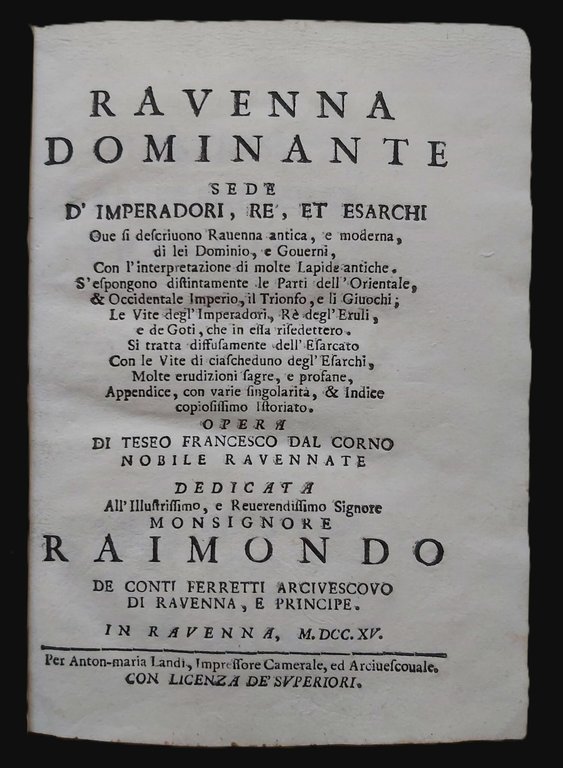 RAVENNA
DOMINANTE
SEDE
D' IMPERADORI, RE', ET ESARCHI
Oue ſi deſcriuono Rauenna antica, e moderna,
di lei Dominio, e Gouerni,
Con l'interpretazione di molte Lapide antiche.
S'eſpongono diſtintamente le Parti dell'Orientale,
& Occidentale Imperio, il Trionfo, e li Giuochi;
Le Vite degl'Imperadori, Rè degl'Eruli,
e de Goti, che in eſſa riſedettero.
Si tratta diffuſamente dell'Eſarcato
Con le Vite di ciaſcheduno degl'Eſarchi,
Molte erudizioni ſagre, e profane,
Appendice, con varie ſingolarità, & Indice
copioſiſſimo Iſtoriato.
OPERA
DI TESEO FRANCESCO DAL CORNO
NOBILE RAVENNATE
DEDICATA
All'Illuſtriſſimo, e Reuerendiſſimo Signore
MONSIGNORE
RAIMONDO
DE CONTI FERRETTI ARCIVESCOVO
DI RAVENNA, E PRINCIPE.
IN RAVENNA, M.DCC.XV.
Per Anton-maria Landi, Impreſſore Camerale, ed Arciueſcouale.
CON LICENZA DE' SVPERIORI.